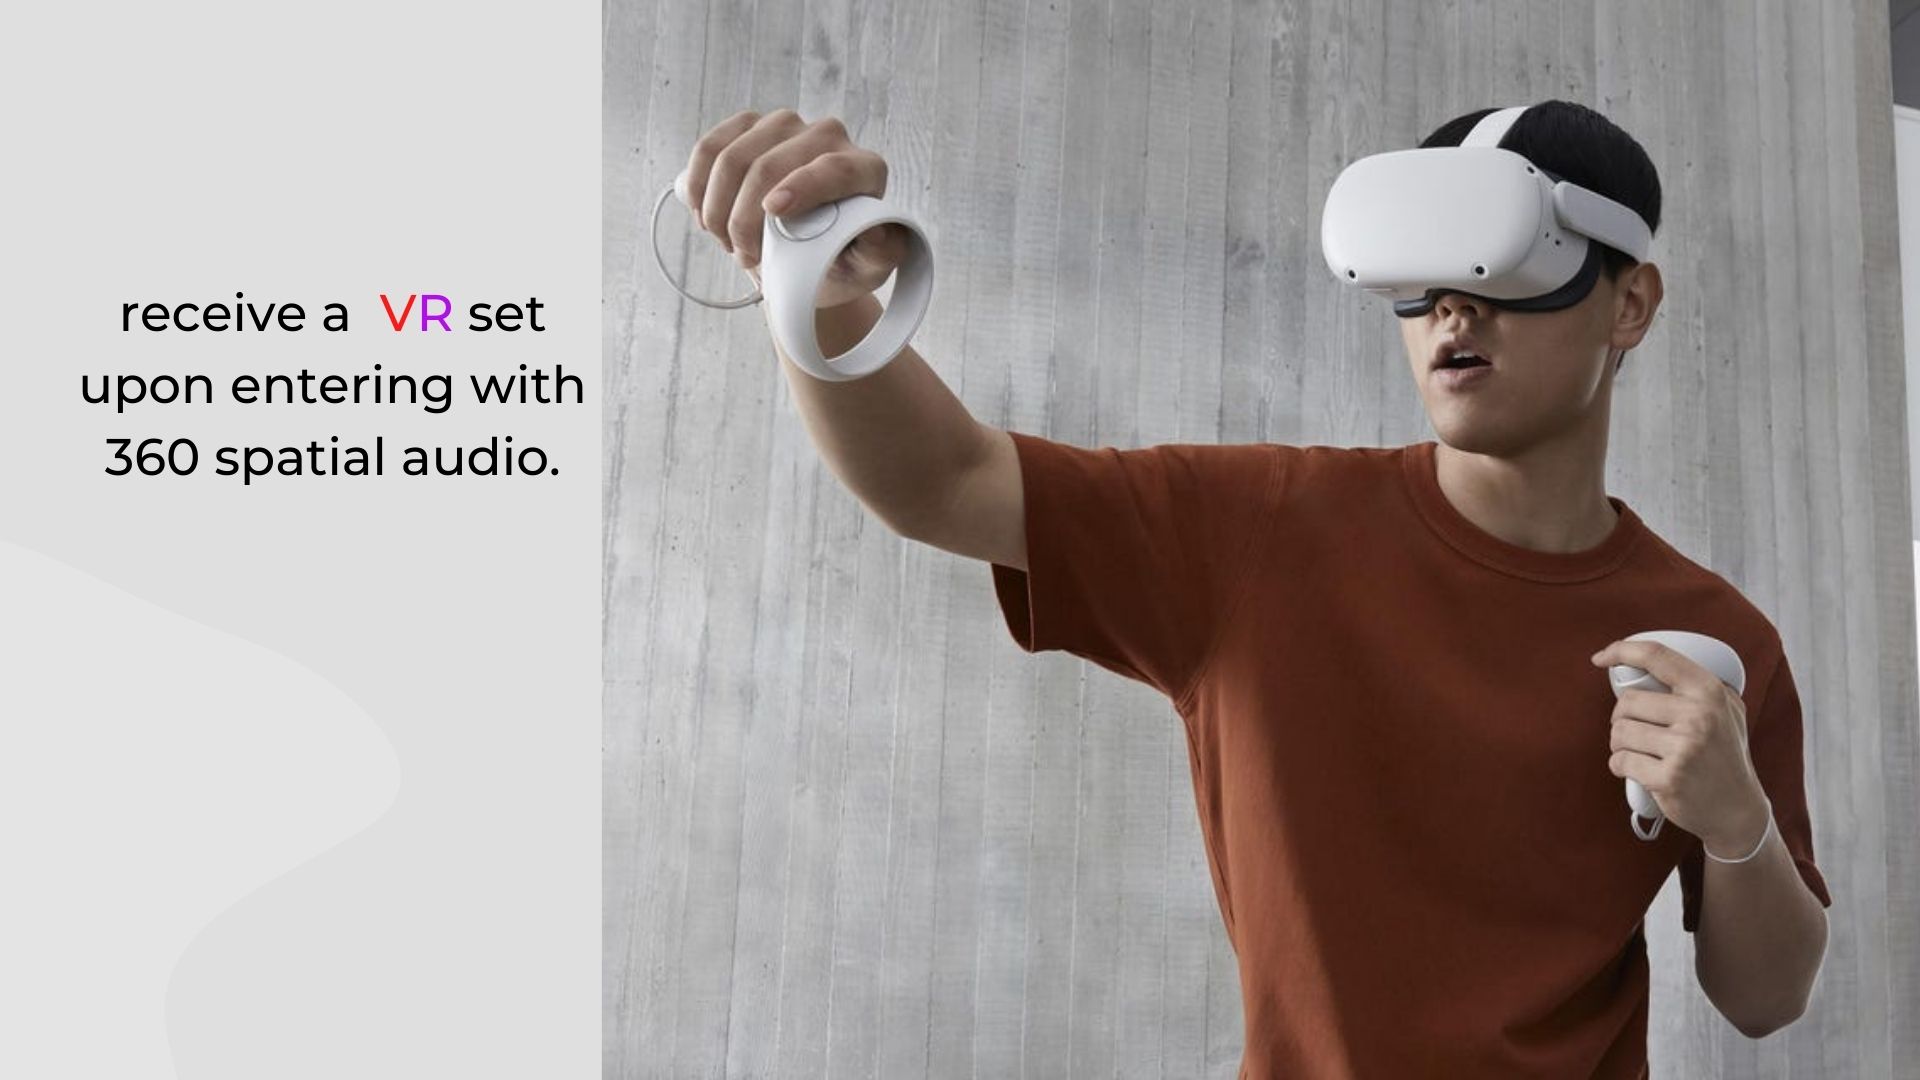 receive a VR set
upon entering with
360 spatial audio.